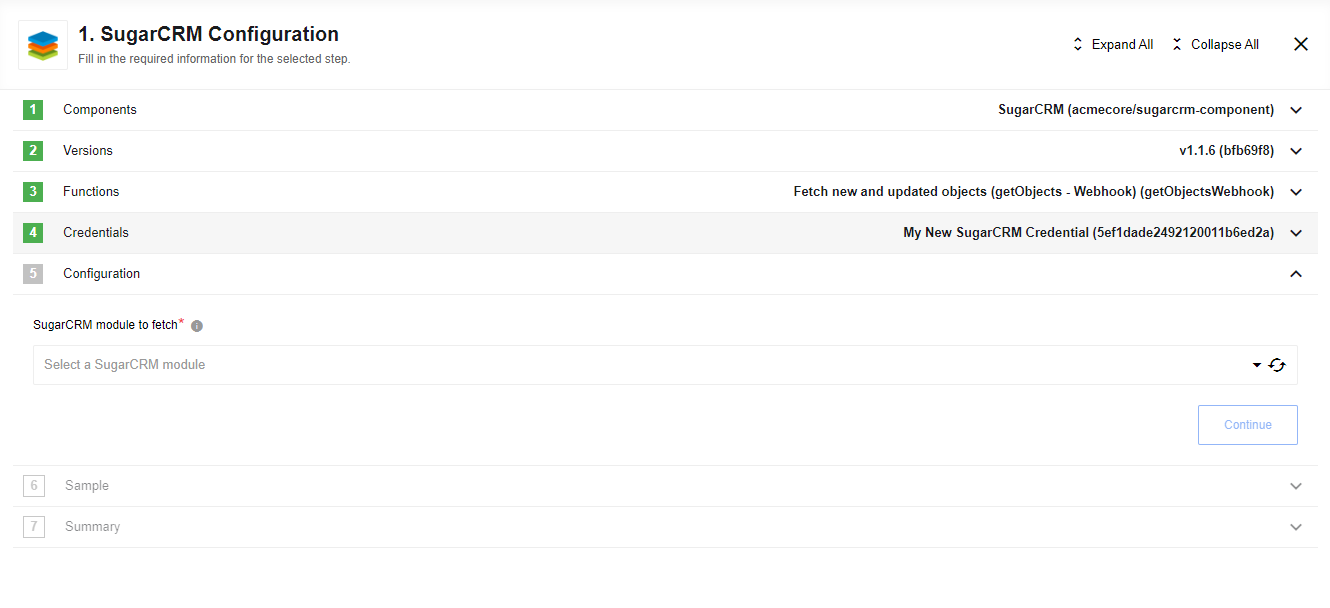 1. SugarCRM Configuration
Fill in the required information for the selected step.
Expand All
Collapse All
1 Components SugarCRM (acmecore/sugarcrm-component)
2 Versions v1.1.6 (bfb69f8)
3 Functions Fetch new and updated objects (getObjects - Webhook) (getObjectsWebhook)
4 Credentials My New SugarCRM Credential (5ef1dade2492120011b6ed2a)
5 Configuration
SugarCRM module to fetch*
Select a SugarCRM module
Continue
6 Sample
7 Summary